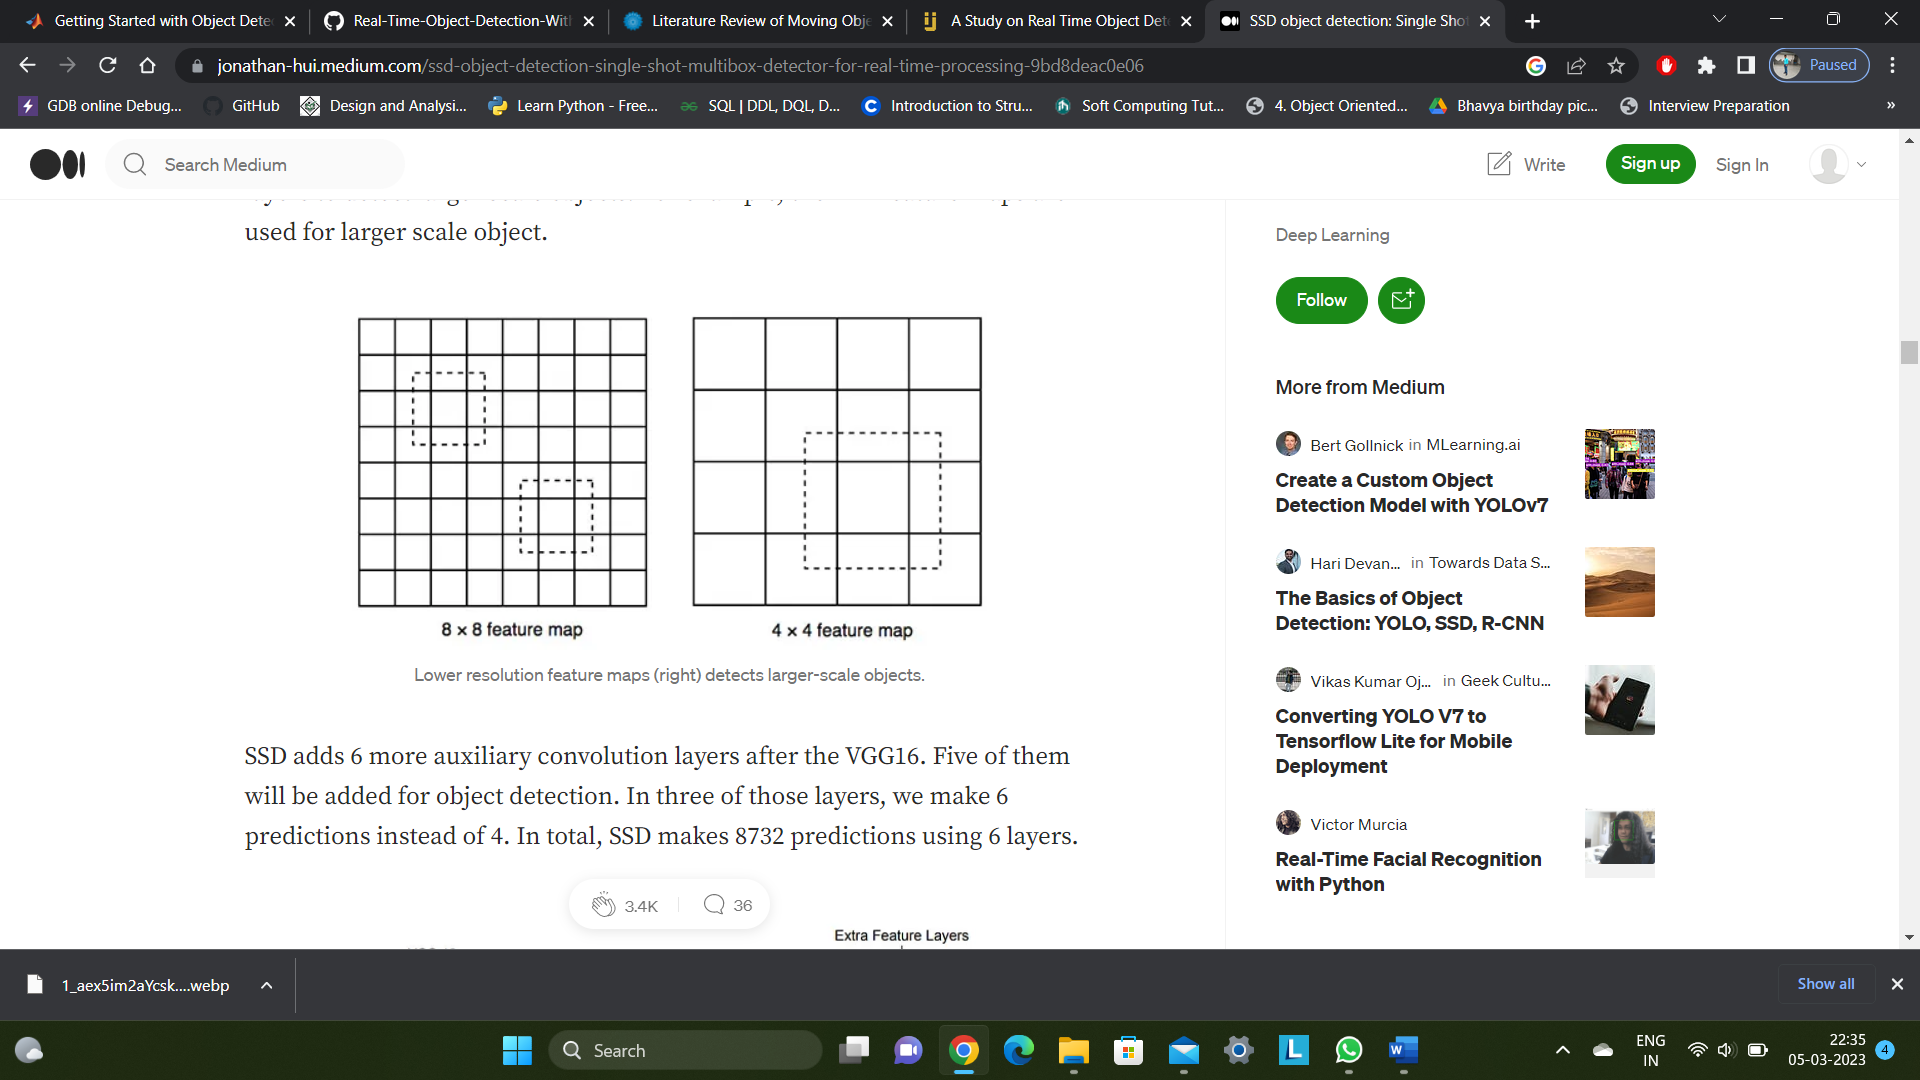 Getting Started with Object Dete
Real-Time-Object-Detection-With
Literature Review of Moving Obje
A Study on Real Time Object Dete
SSD object detection: Single Shot
jonathan-hui.medium.com/ssd-object-detection-single-shot-multibox-detector-for-real-time-processing-9bd8deac0e06
Paused
GDB online Debug...
GitHub
Design and Analysi...
Learn Python - Free...
SQL | DDL, DQL, D...
Introduction to Stru...
Soft Computing Tut...
4. Object Oriented...
Bhavya birthday pic...
Interview Preparation
»
Search Medium
Write
Sign up
Sign In
used for larger scale object.
8 × 8 feature map
4 × 4 feature map
Lower resolution feature maps (right) detects larger-scale objects.
SSD adds 6 more auxiliary convolution layers after the VGG16. Five of them
will be added for object detection. In three of those layers, we make 6
predictions instead of 4. In total, SSD makes 8732 predictions using 6 layers.
3.4K
36
Extra Feature Layers
Deep Learning
Follow
More from Medium
Bert Gollnick in MLearning.ai
Create a Custom Object
Detection Model with YOLOv7
Hari Devan... in Towards Data S...
The Basics of Object
Detection: YOLO, SSD, R-CNN
Vikas Kumar Oj... in Geek Cultu...
Converting YOLO V7 to
Tensorflow Lite for Mobile
Deployment
Victor Murcia
Real-Time Facial Recognition
with Python
1_aex5im2aYcsk....webp
Show all
Search
ENG
IN
22:35
05-03-2023
4